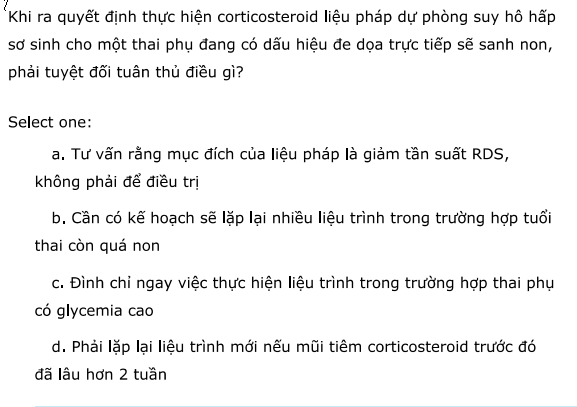 Khi ra quyết định thực hiện corticosteroid liệu pháp dự phòng suy hô hấp
sơ sinh cho một thai phụ đang có dấu hiệu đe dọa trực tiếp sẽ sanh non,
phải tuyệt đối tuân thủ điều gì?
Select one:
a. Tư vấn rằng mục đích của liệu pháp là giảm tần suất RDS,
không phải để điều trị
b. Cần có kế hoạch sẽ lặp lại nhiều liệu trình trong trường hợp tuổi
thai còn quá non
c. Đình chỉ ngay việc thực hiện liệu trình trong trường hợp thai phụ
có glycemia cao
d. Phải lặp lại liệu trình mới nếu mũi tiêm corticosteroid trước đó
đã lâu hơn 2 tuần